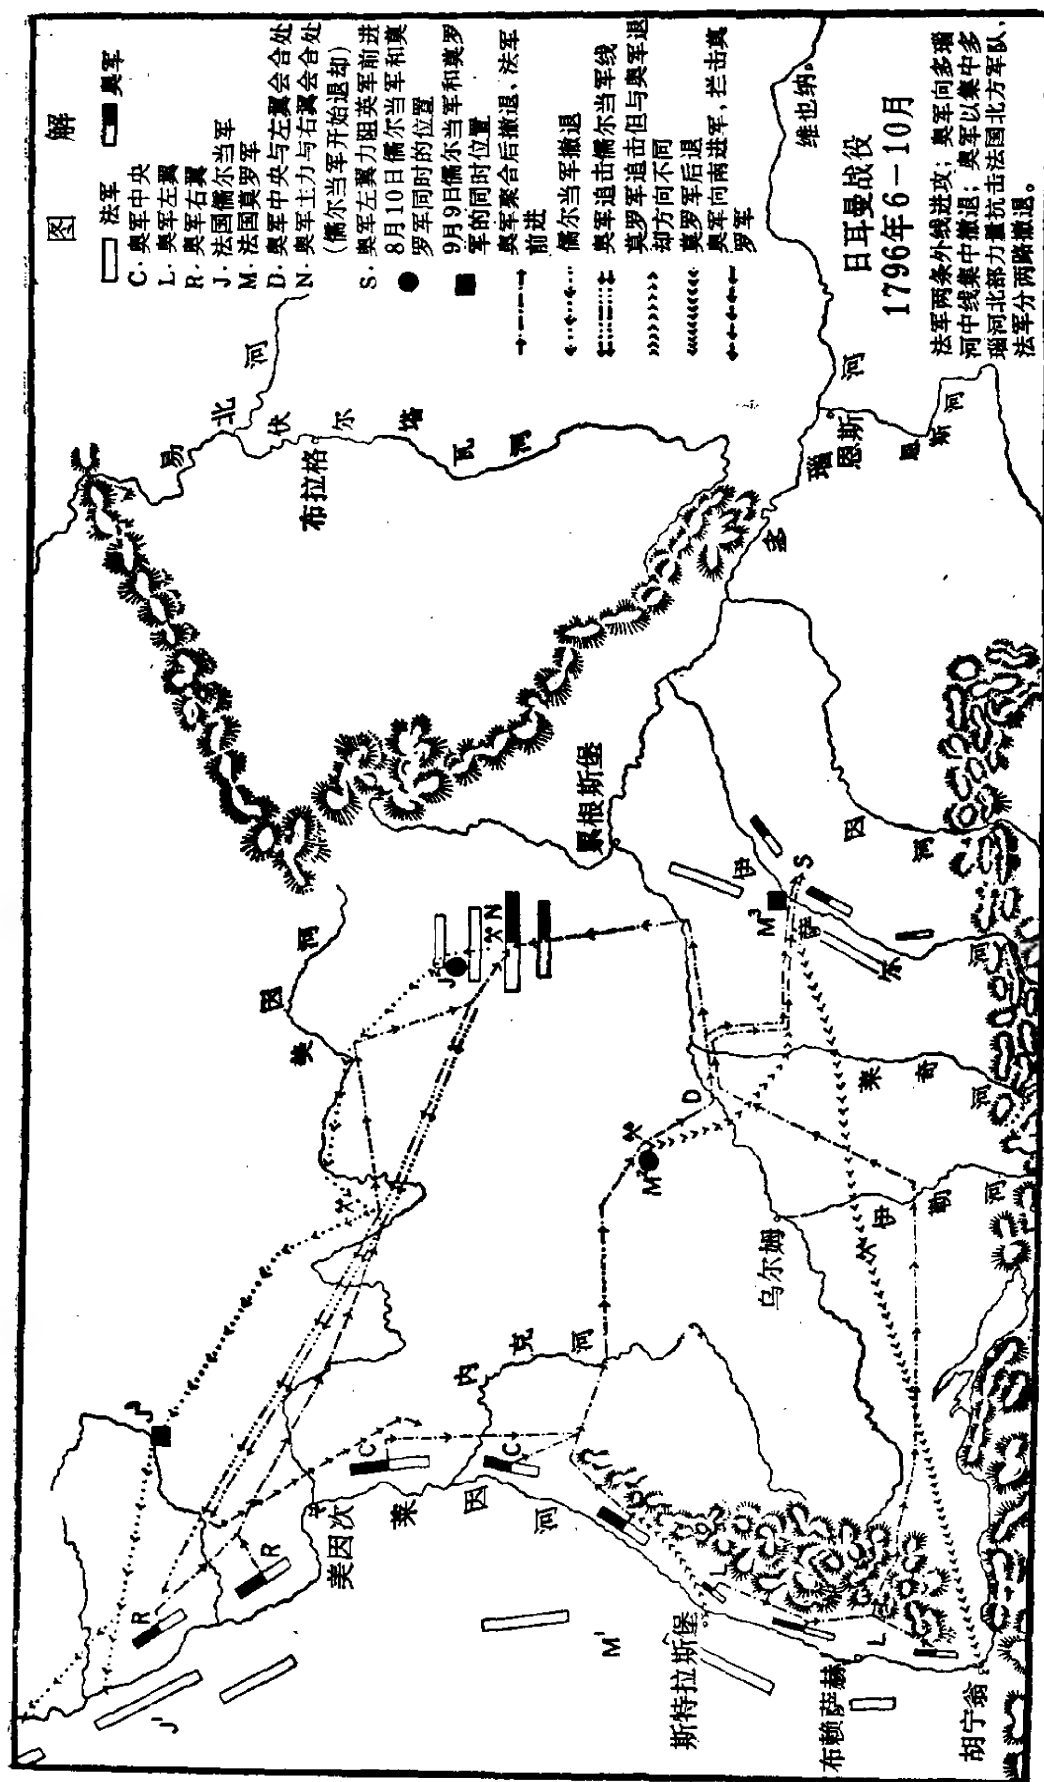 图 解
法军 奥军
C·奥军中央
L·奥军左翼
R·奥军右翼
J·法国儒尔当军
M·法国莫罗军
D·奥军中央与左翼会合处
N·奥军主力与右翼会合处
(儒尔当军开始退却)
S·奥军左翼力阻英军前进
8月10日儒尔当军和莫
罗军同时的位置
9月9日儒尔当军和莫罗
军的同时位置
奥军聚合后撤退、法军
前进
儒尔当军撤退
奥军追击儒尔当军线
莫罗军追击但与奥军退
却方向不同
莫罗军后退
奥军向南进军,拦击莫
罗军
日耳曼战役
1796年6-10月
法军两条外线进攻;奥军向多瑙
河中线集中撤退;奥军以集中多
瑙河北部力量抗击法国北方军队,
法军分两路撤退。
维也纳
易北河
伏尔塔瓦河
布拉格
多瑙河
恩斯
恩斯河
累根斯堡
因河
伊萨尔河
美因河
莱奇河
伊勒河
乌尔姆
内克河
莱因河
美因次
斯特拉斯堡
布赖萨赫
胡宁翁
J
N
S
M³
M
D
J³
C
C
R
R
J¹
M¹
L
L